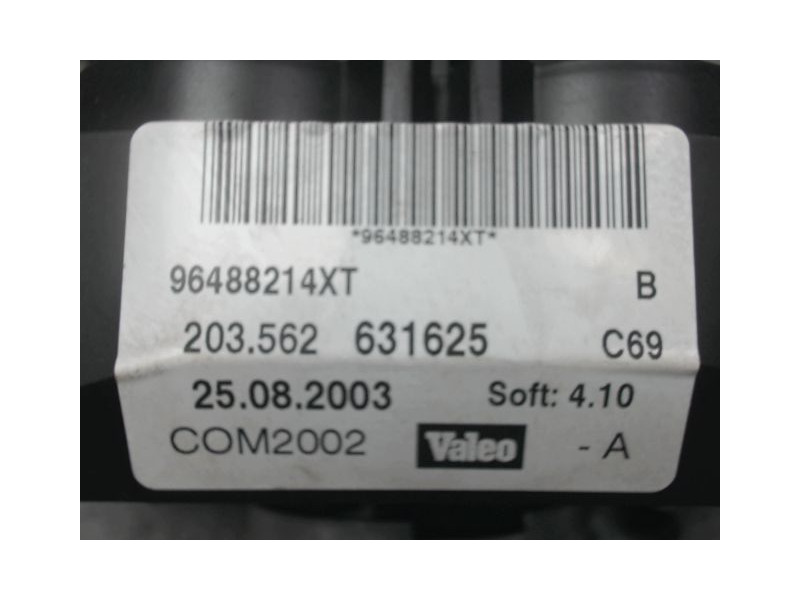 *96488214XT*
96488214XT B
203.562 631625 C69
25.08.2003 Soft: 4.10
COM2002 Valeo - A